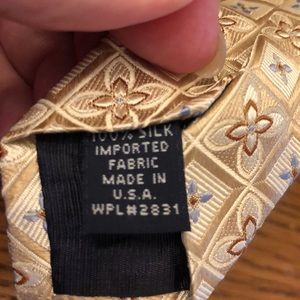 100% SILK
IMPORTED
FABRIC
MADE IN
U.S.A.
WPL#2831